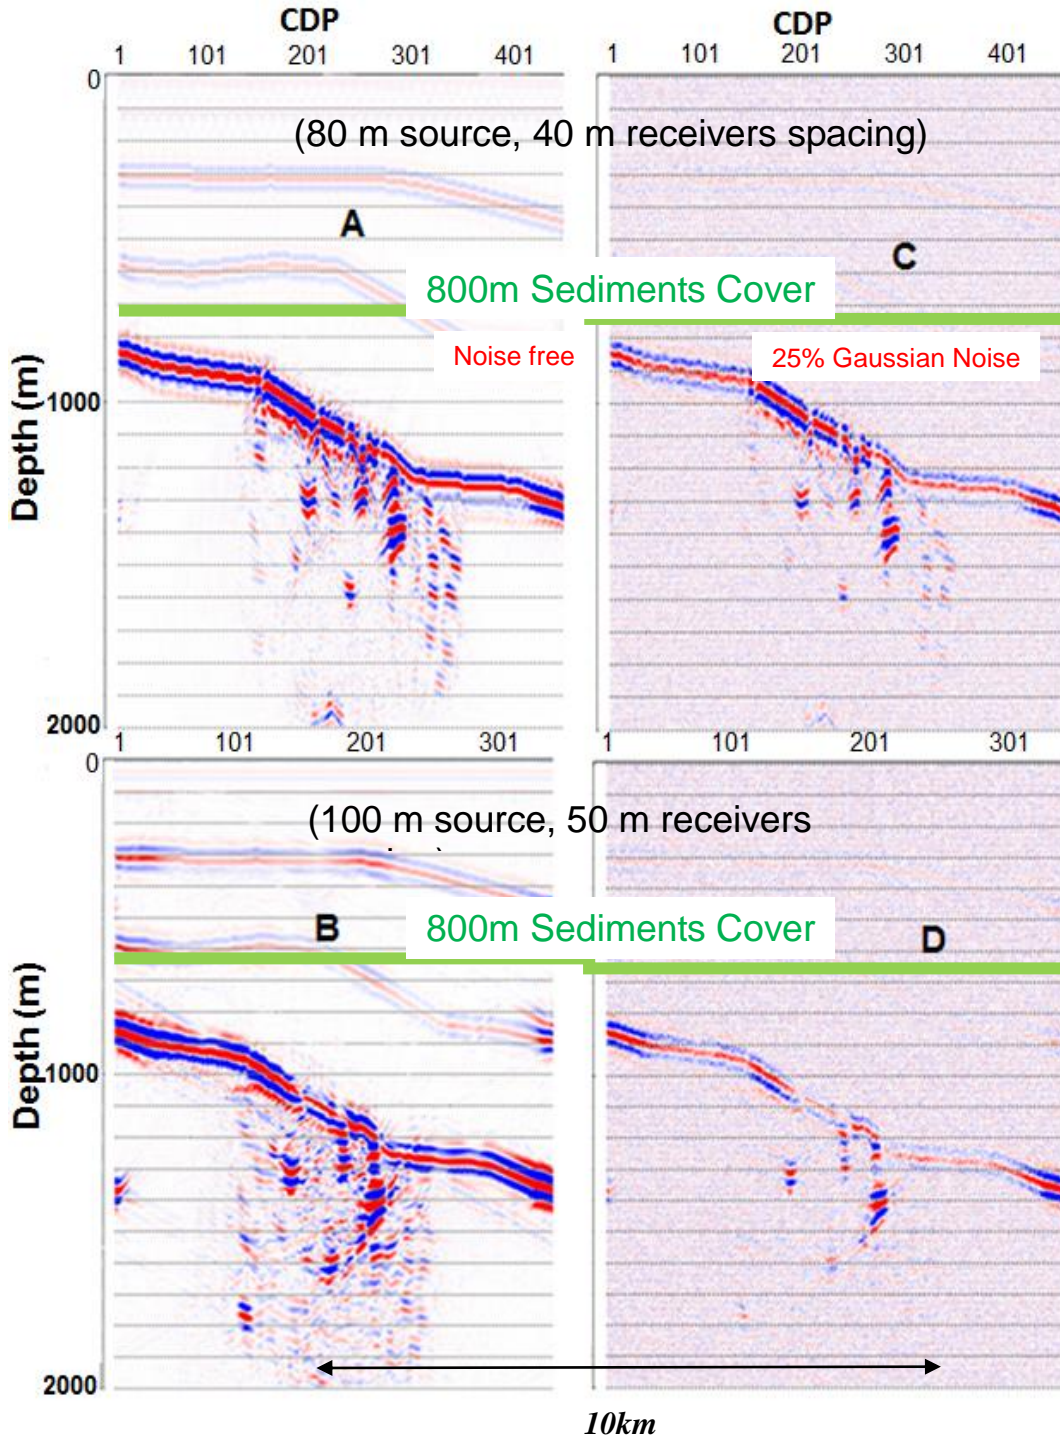 CDP CDP
1 101 201 301 401 1 101 201 301 401
0
(80 m source, 40 m receivers spacing)
A
C
800m Sediments Cover
Noise free 25% Gaussian Noise
Depth (m)
1000
2000
1 101 201 301 1 101 201 301
0
(100 m source, 50 m receivers
B
800m Sediments Cover
D
Depth (m)
1000
2000
10km